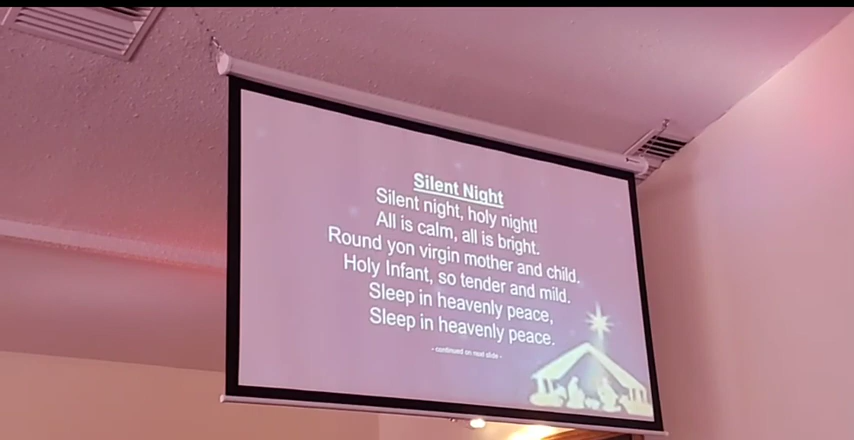 Silent Night
Silent night, holy night!
All is calm, all is bright.
Round yon virgin mother and child.
Holy Infant, so tender and mild.
Sleep in heavenly peace,
Sleep in heavenly peace.
- continued on next slide -